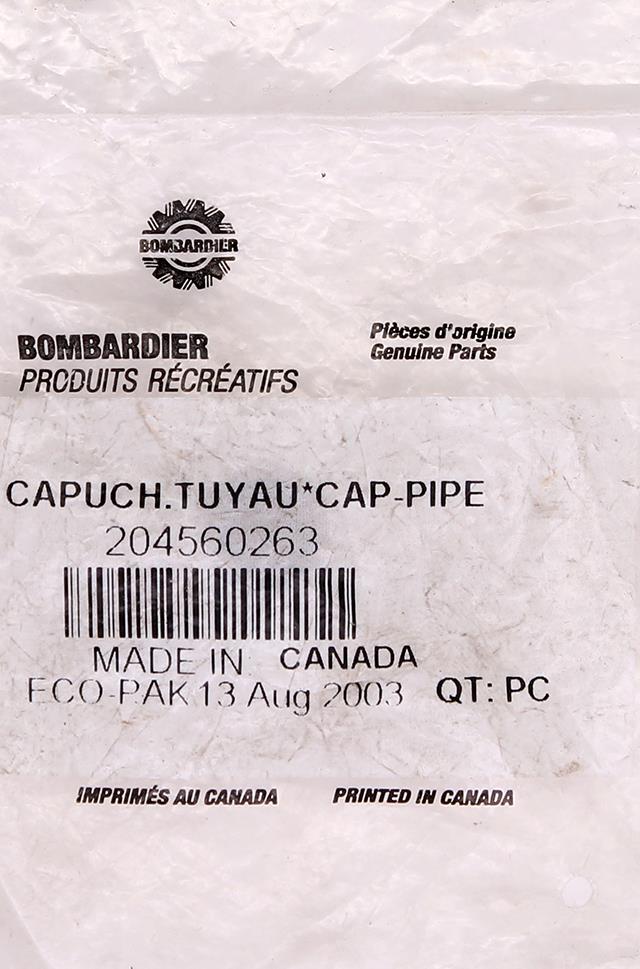 BOMBARDIER
BOMBARDIER
PRODUITS RÉCRÉATIFS
Pièces d'origine
Genuine Parts
CAPUCH.TUYAU*CAP-PIPE
204560263
MADE IN CANADA
ECO-PAK 13 Aug 2003 QT: PC
IMPRIMÉS AU CANADA PRINTED IN CANADA